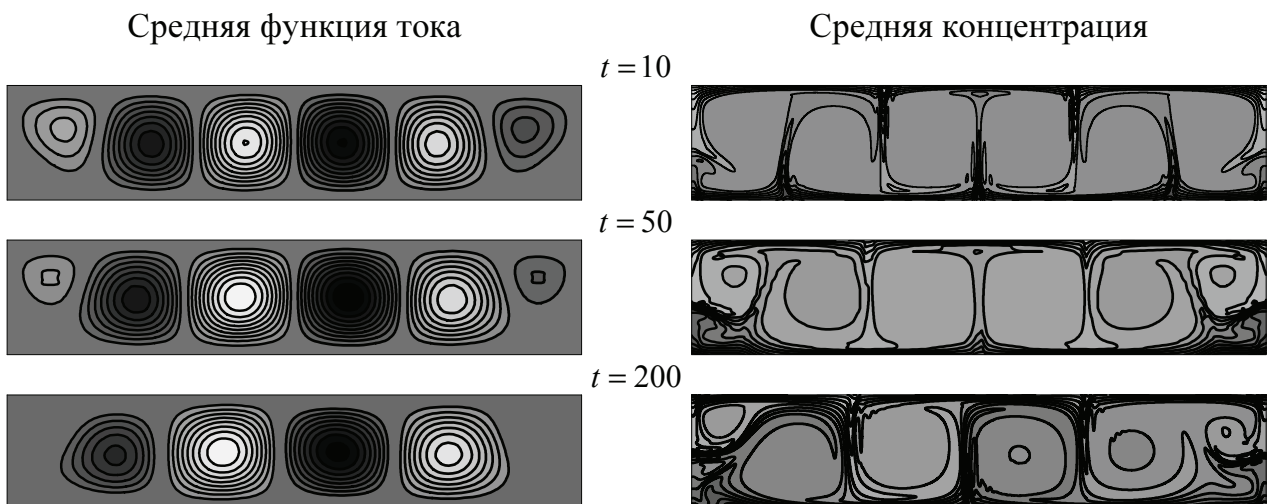 Средняя функция тока Средняя концентрация
t = 10
t = 50
t = 200